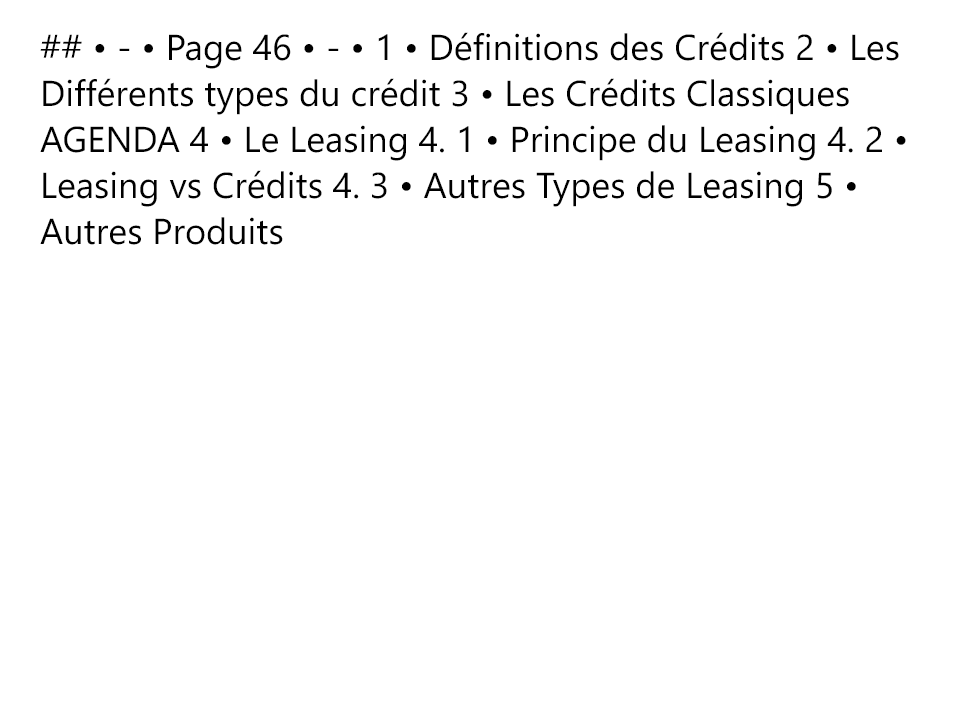 ## • - • Page 46 • - • 1 • Définitions des Crédits 2 • Les
Différents types du crédit 3 • Les Crédits Classiques
AGENDA 4 • Le Leasing 4. 1 • Principe du Leasing 4. 2 •
Leasing vs Crédits 4. 3 • Autres Types de Leasing 5 •
Autres Produits